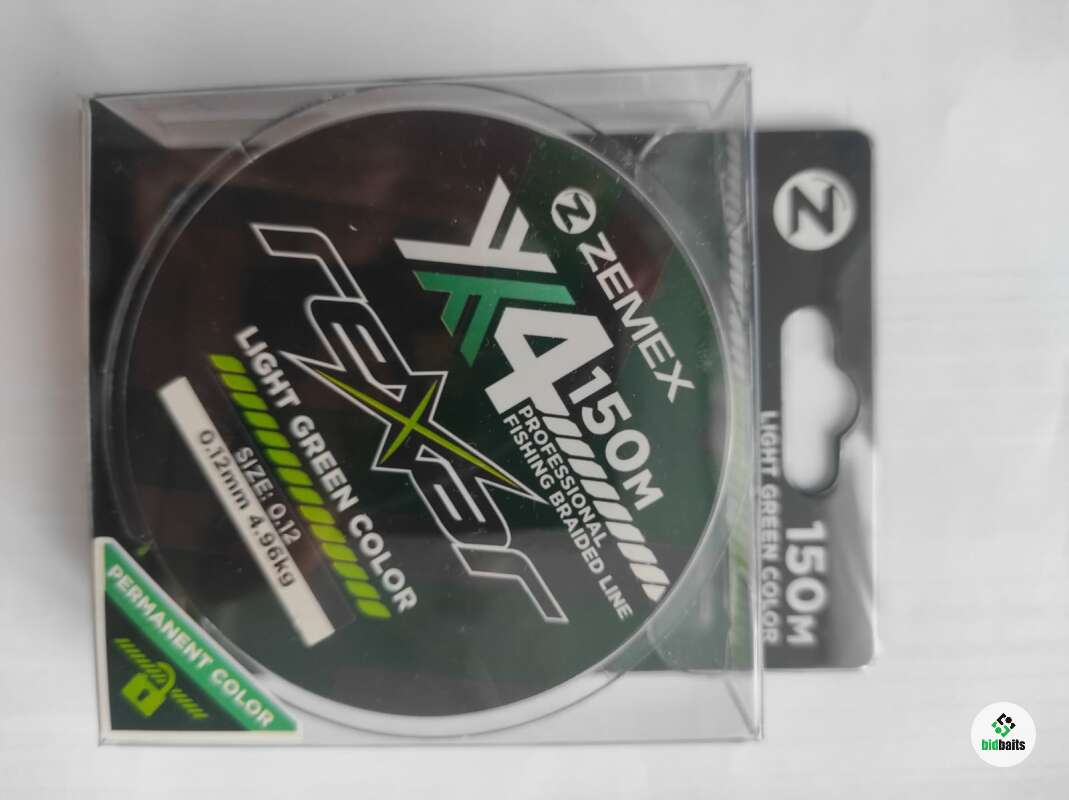 ZEMEX
X4
150M
PROFESSIONAL
FISHING BRAIDED LINE
rexar
LIGHT GREEN COLOR
SIZE: 0.12
0.12mm 4.96kg
PERMANENT COLOR
Z
150M
LIGHT GREEN COLOR
bidbaits